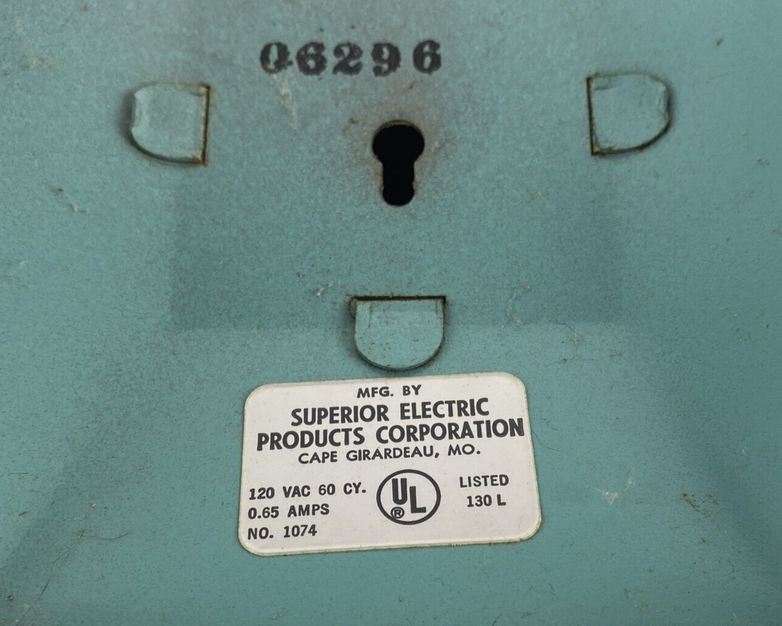 06296
MFG. BY
SUPERIOR ELECTRIC
PRODUCTS CORPORATION
CAPE GIRARDEAU, MO.
120 VAC 60 CY.
0.65 AMPS
NO. 1074
UL
®
LISTED
130 L